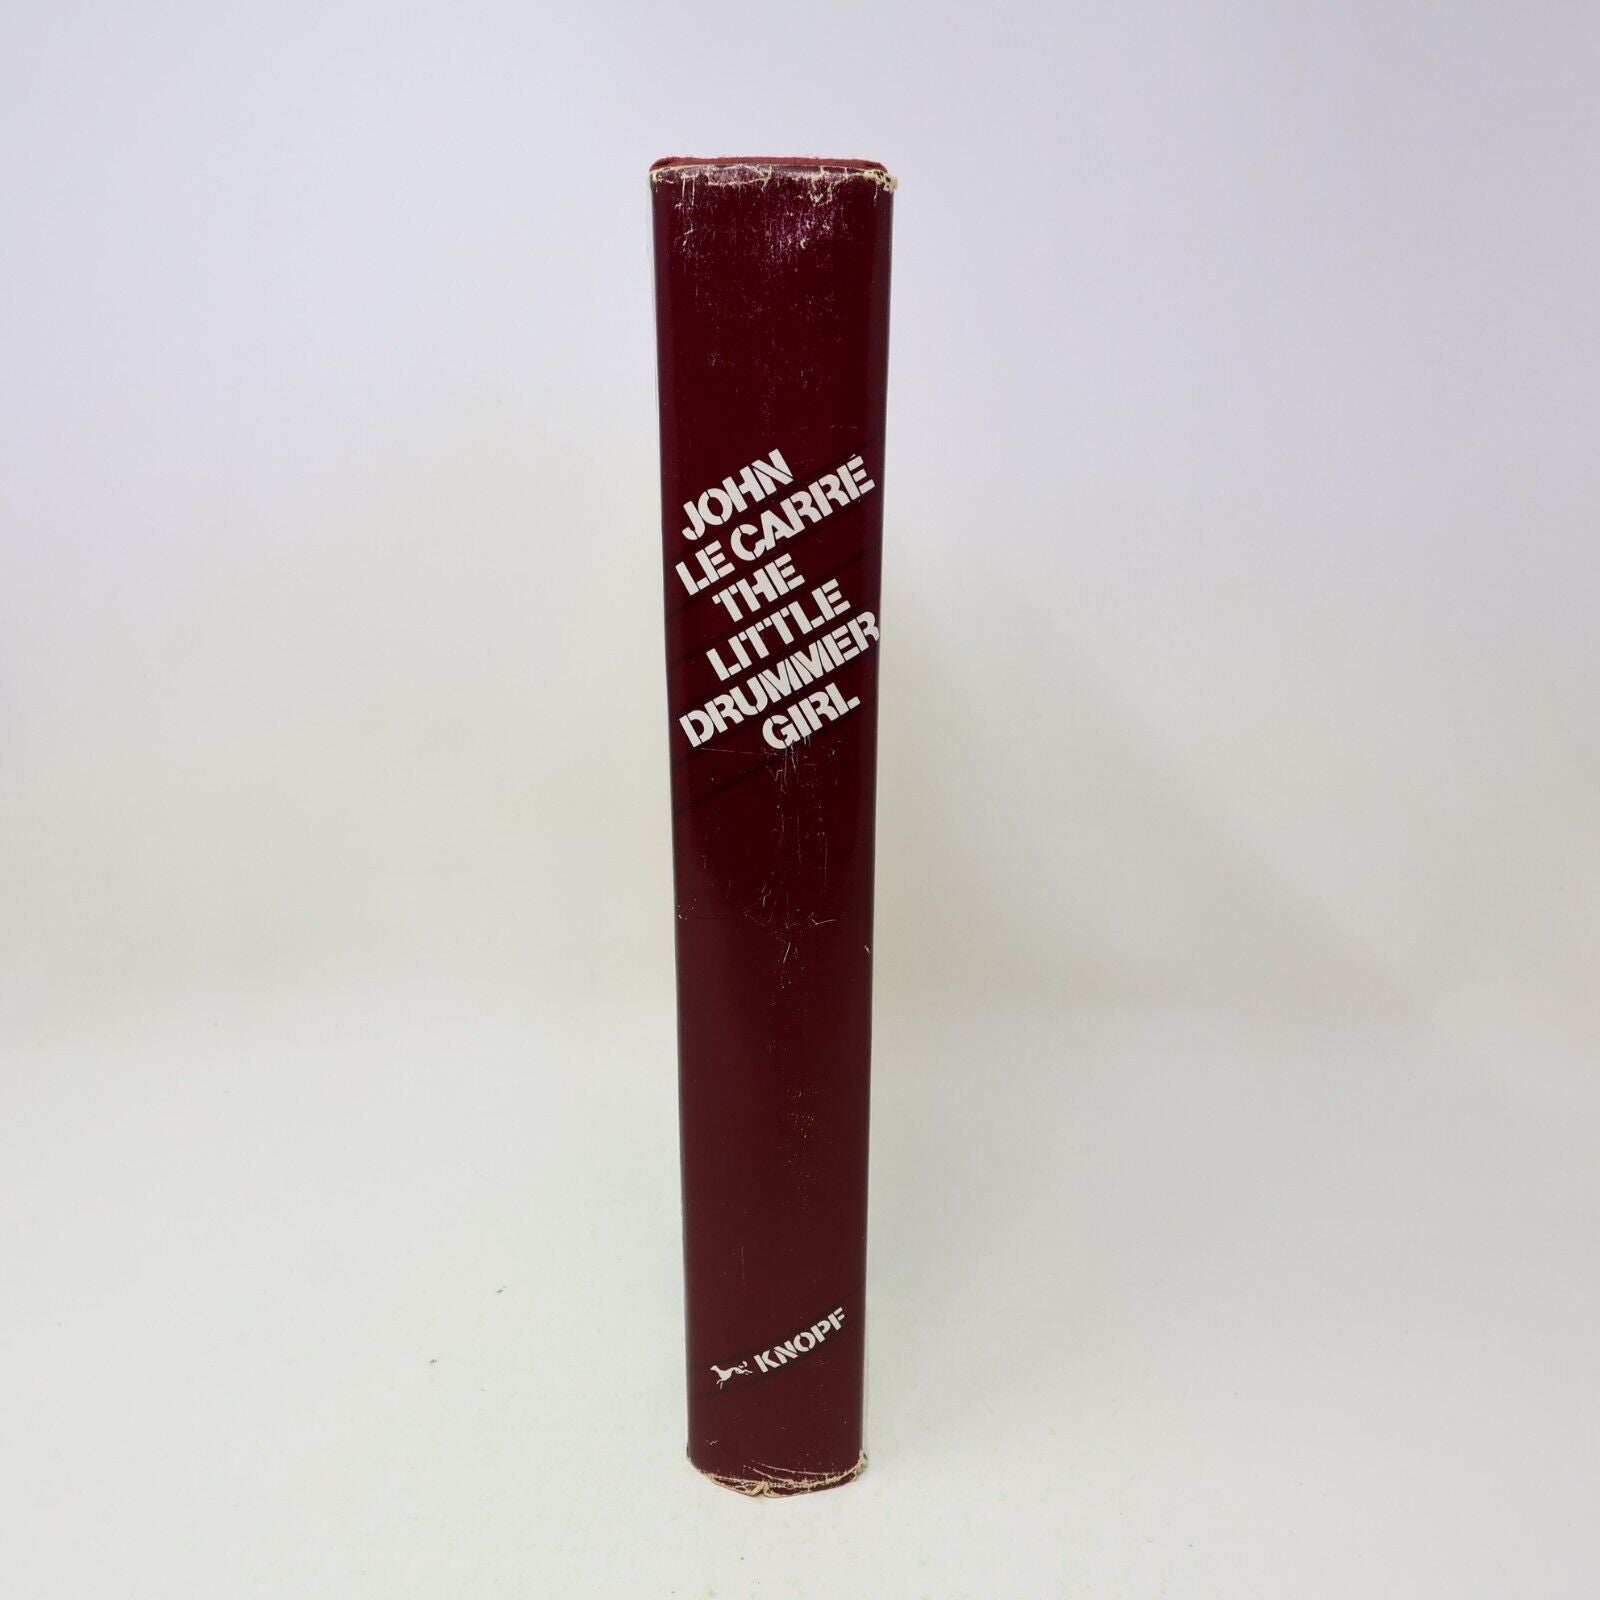 JOHN
LE CARRÉ
THE
LITTLE
DRUMMER
GIRL
KNOPF